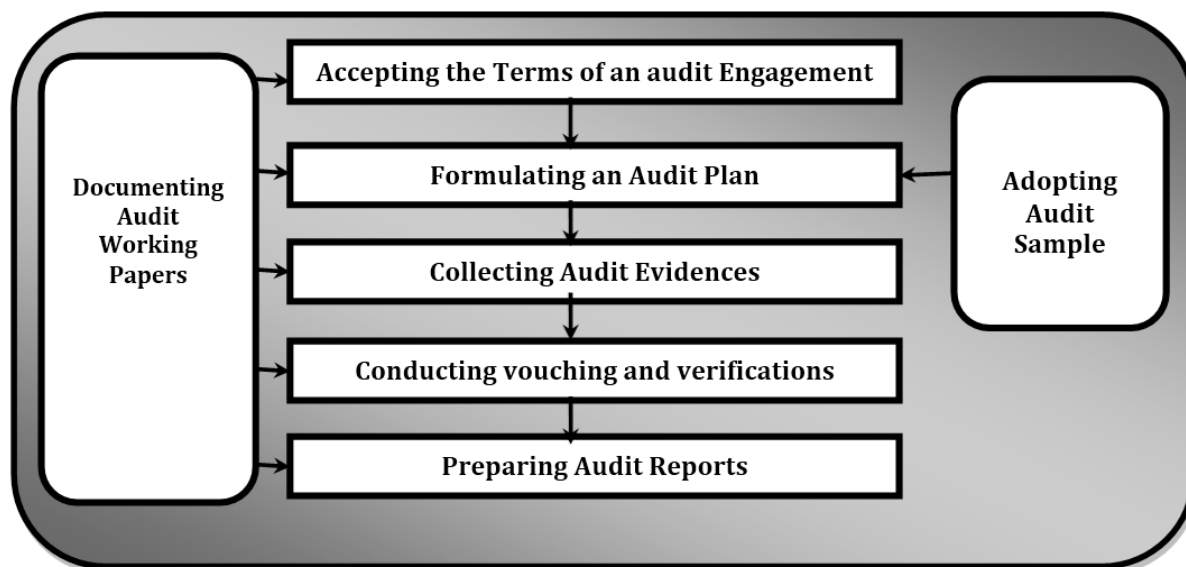 Documenting
Audit
Working
Papers
Accepting the Terms of an audit Engagement
Formulating an Audit Plan
Collecting Audit Evidences
Conducting vouching and verifications
Preparing Audit Reports
Adopting
Audit
Sample